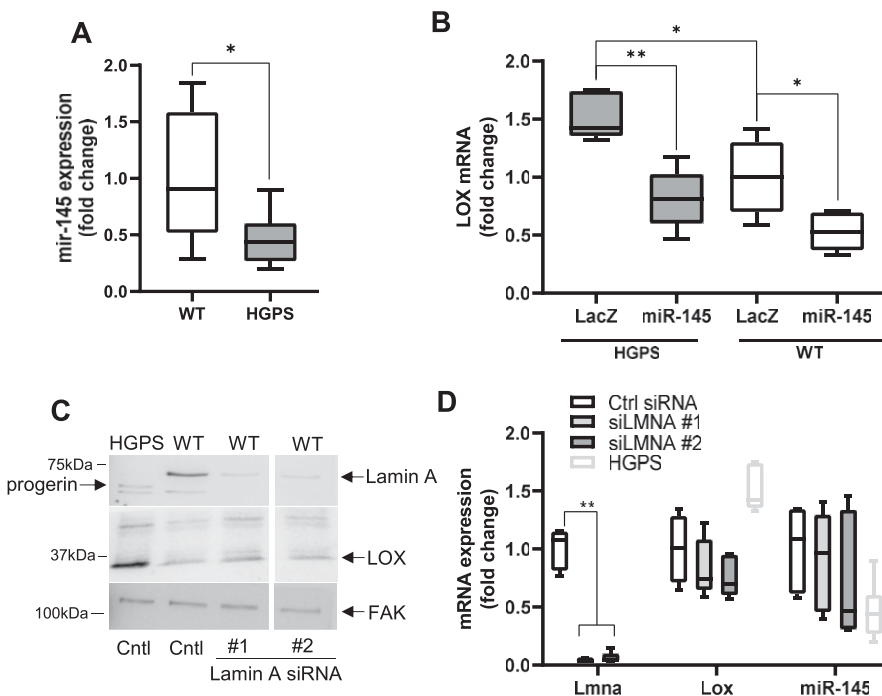 A
*
mir-145 expression
(fold change)
2.0
1.5
1.0
0.5
0.0
WT
HGPS
B
*
**
*
LOX mRNA
(fold change)
2.0
1.5
1.0
0.5
0.0
LacZ
miR-145
LacZ
miR-145
HGPS
WT
C
HGPS
WT
WT
WT
75kDa
progerin
Lamin A
37kDa
LOX
100kDa
FAK
Cntl
Cntl
#1
#2
Lamin A siRNA
D
Ctrl siRNA
siLMNA #1
siLMNA #2
HGPS
**
mRNA expression
(fold change)
2.0
1.5
1.0
0.5
0.0
Lmna
Lox
miR-145